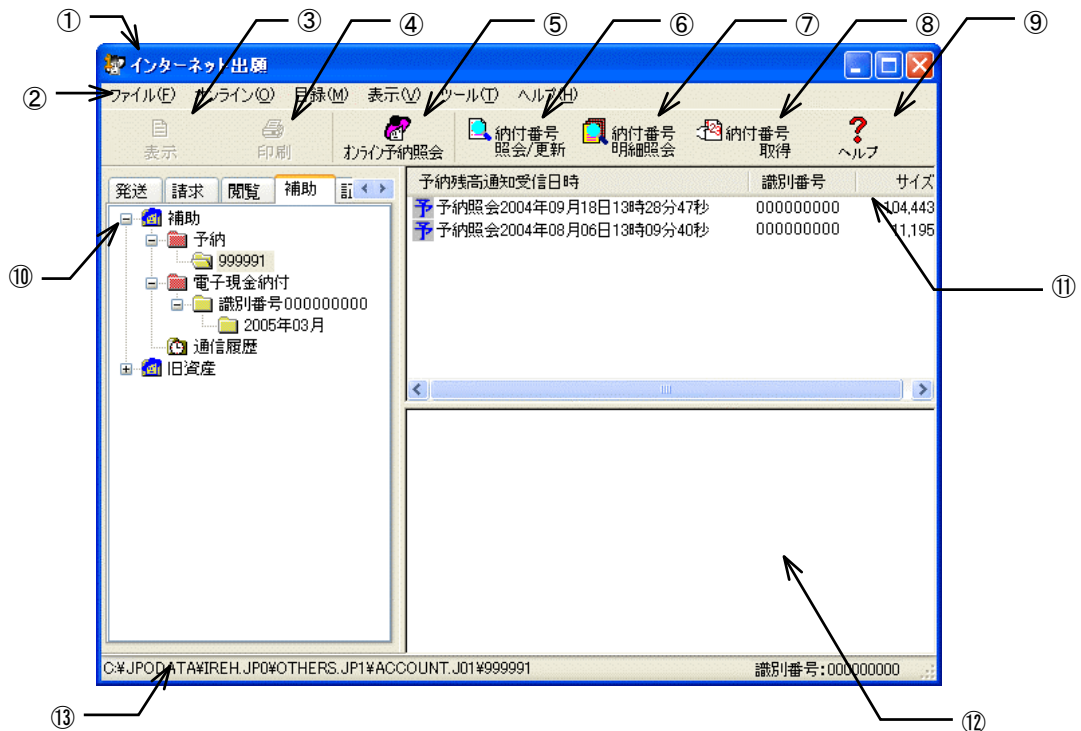 ① ③ ④ ⑤ ⑥ ⑦ ⑧ ⑨
インターネット出願
②
ファイル(F) オンライン(O) 目録(M) 表示(V) ツール(T) ヘルプ(H)
表示
印刷
オンライン予納照会
納付番号
照会/更新
納付番号
明細照会
納付番号
取得
ヘルプ
発送 請求 閲覧 補助
予納残高通知受信日時 識別番号 サイズ
予 予納照会2004年09月18日13時28分47秒 000000000 104,443
予 予納照会2004年08月06日13時09分40秒 000000000 11,195
補助
予納
999991
電子現金納付
識別番号000000000
2005年03月
通信履歴
旧資産
⑩
⑪
C:¥JPODATA¥IREH.JP0¥OTHERS.JP1¥ACCOUNT.J01¥999991 識別番号:000000000
⑬
⑫